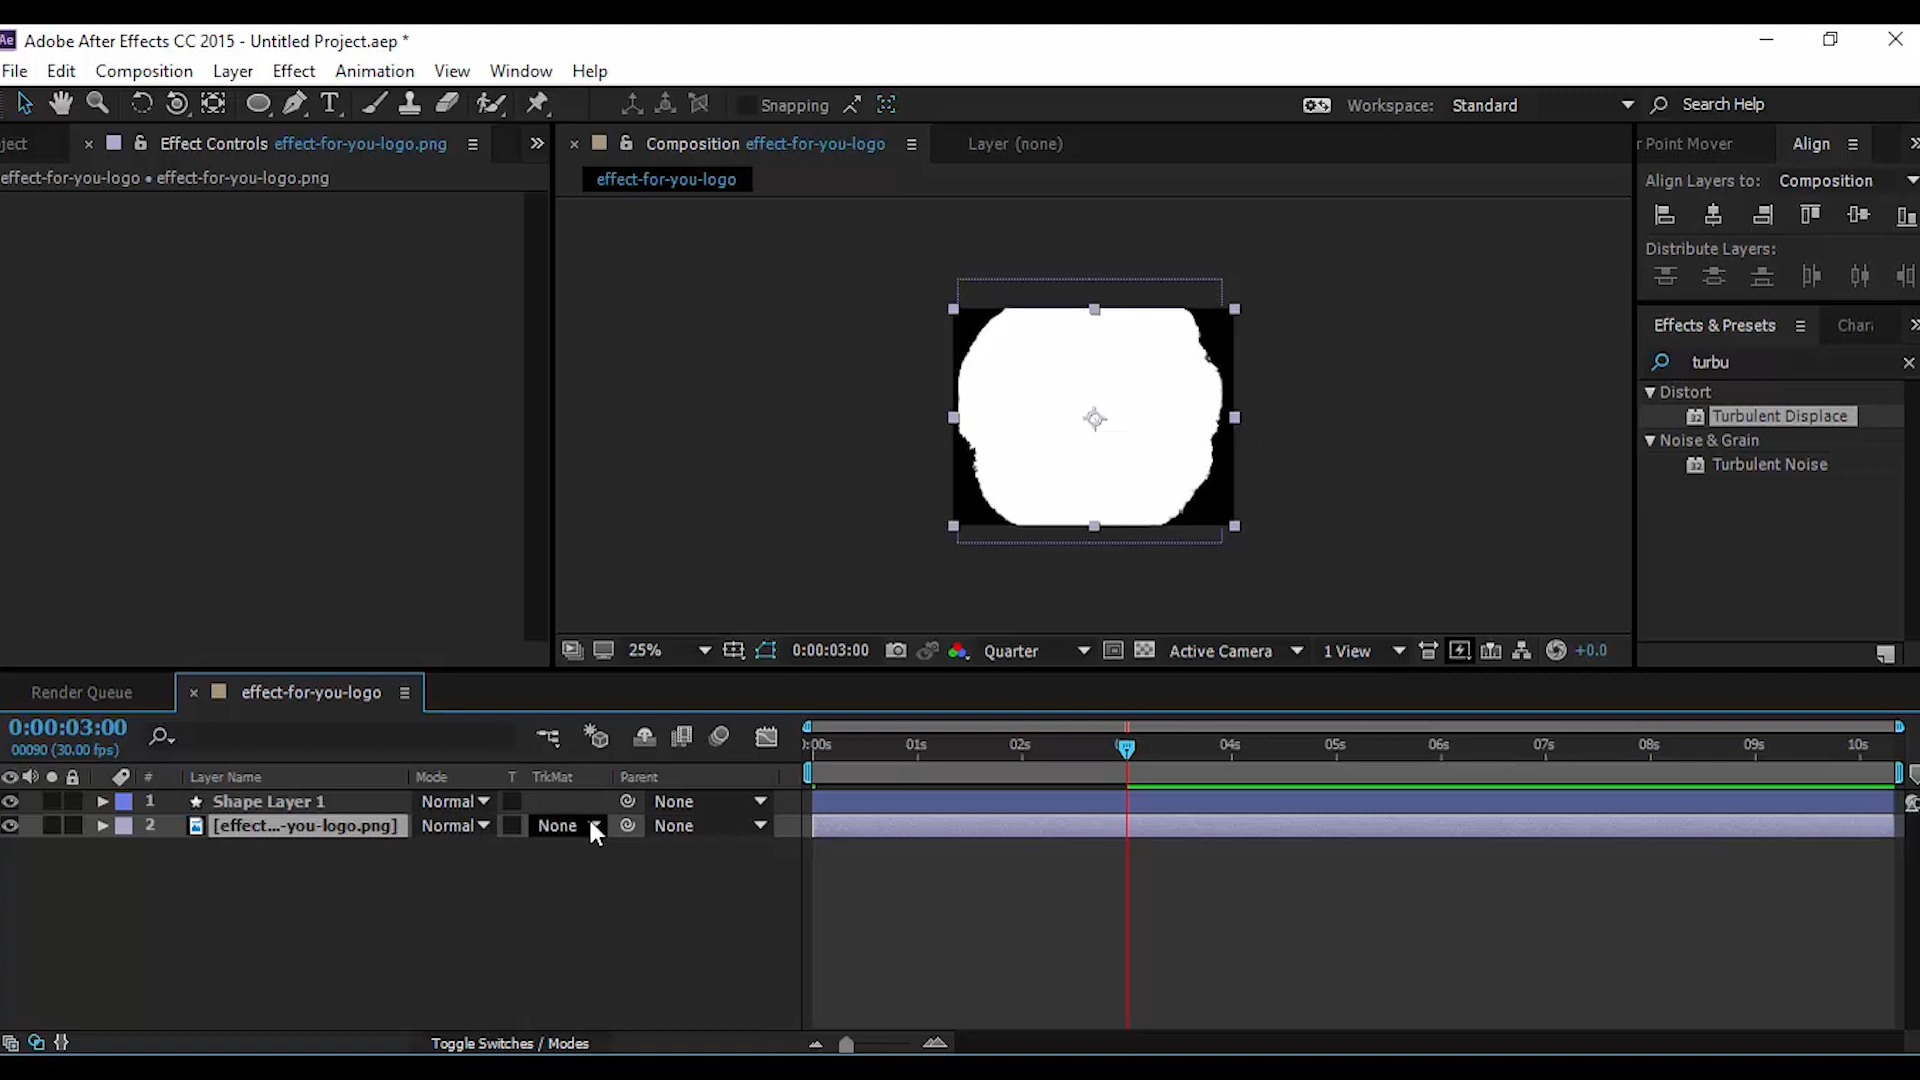 Ae Adobe After Effects CC 2015 - Untitled Project.aep *
File Edit Composition Layer Effect Animation View Window Help
T Snapping Workspace: Standard Search Help
ject × Effect Controls effect-for-you-logo.png × Composition effect-for-you-logo Layer (none) r Point Mover Align
effect-for-you-logo • effect-for-you-logo.png effect-for-you-logo Align Layers to: Composition
Distribute Layers:
Effects & Presets
turbu
Distort
32 Turbulent Displace
Noise & Grain
32 Turbulent Noise
25% 0:00:03:00 Quarter Active Camera 1 View +0.0
Render Queue × effect-for-you-logo
0:00:03:00
00090 (30.00 fps)
):00s 01s 02s 04s 05s 06s 07s 08s 09s 10s
# Layer Name Mode T TrkMat Parent
1 Shape Layer 1 Normal None
2 [effect...-you-logo.png] Normal None None
Toggle Switches / Modes